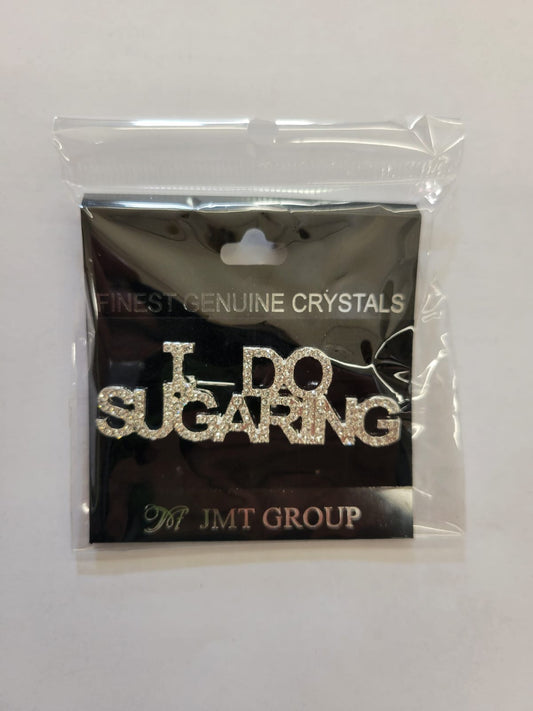 FINEST GENUINE CRYSTALS
I DO
SUGARING
JMT GROUP